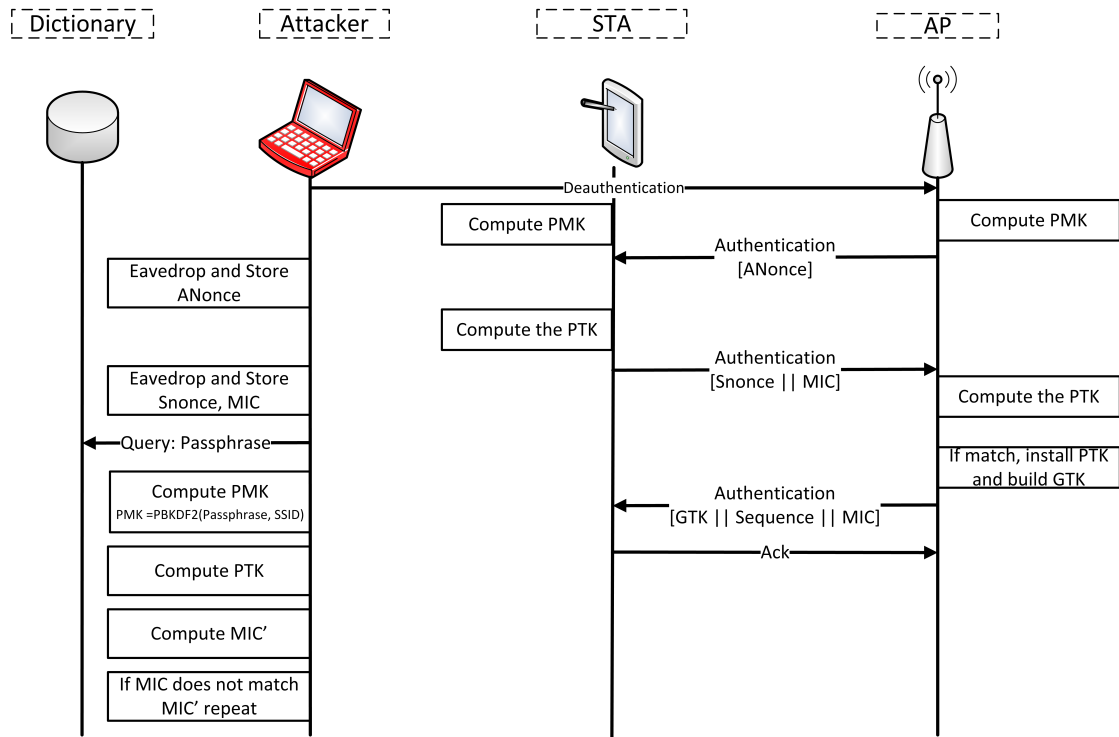 Dictionary
Attacker
STA
AP
Deauthentication
Compute PMK
Compute PMK
Authentication
[ANonce]
Eavedrop and Store
ANonce
Compute the PTK
Authentication
[Snonce || MIC]
Eavedrop and Store
Snonce, MIC
Compute the PTK
Query: Passphrase
If match, install PTK
and build GTK
Compute PMK
PMK =PBKDF2(Passphrase, SSID)
Authentication
[GTK || Sequence || MIC]
Ack
Compute PTK
Compute MIC’
If MIC does not match
MIC’ repeat